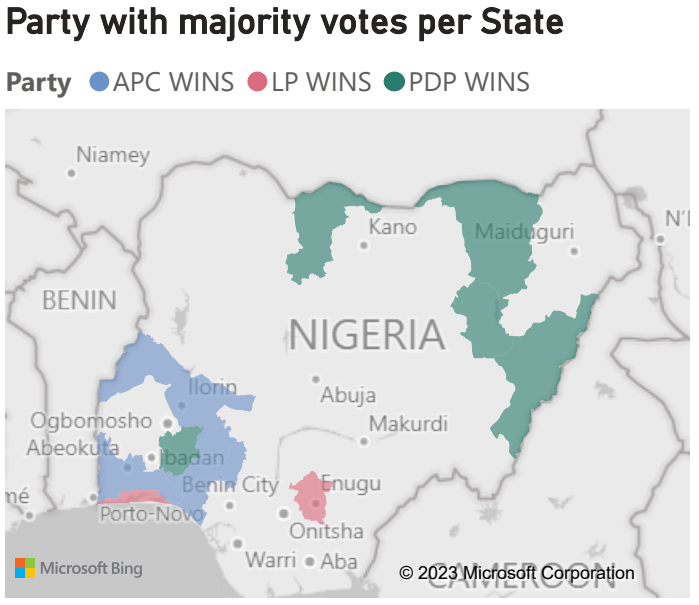 Party with majority votes per State
Party APC WINS LP WINS PDP WINS
Niamey
N'
Kano
Maiduguri
BENIN
NIGERIA
Ilorin
Abuja
Ogbomosho
Makurdi
Abeokuta
Ibadan
Benin City
Enugu
mé
Porto-Novo
Onitsha
Warri
Aba
Microsoft Bing
© 2023 Microsoft Corporation
CAMEROON